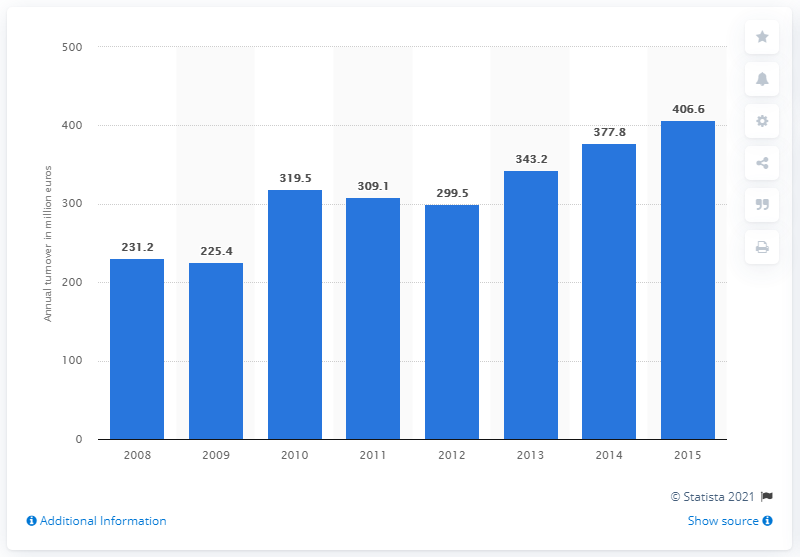 500
400
300
200
100
0
Annual turnover in million euros
231.2
225.4
319.5
309.1
299.5
343.2
377.8
406.6
2008 2009 2010 2011 2012 2013 2014 2015
© Statista 2021
Additional Information
Show source